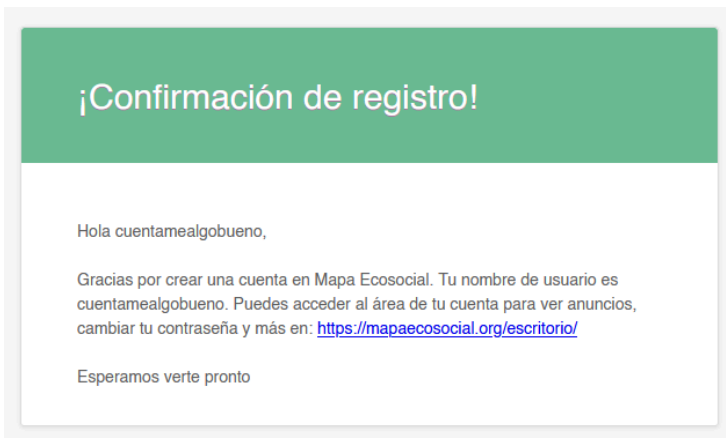 ¡Confirmación de registro!
Hola cuentamealgobueno,
Gracias por crear una cuenta en Mapa Ecosocial. Tu nombre de usuario es
cuentamealgobueno. Puedes acceder al área de tu cuenta para ver anuncios,
cambiar tu contraseña y más en: https://mapaecosocial.org/escritorio/
Esperamos verte pronto